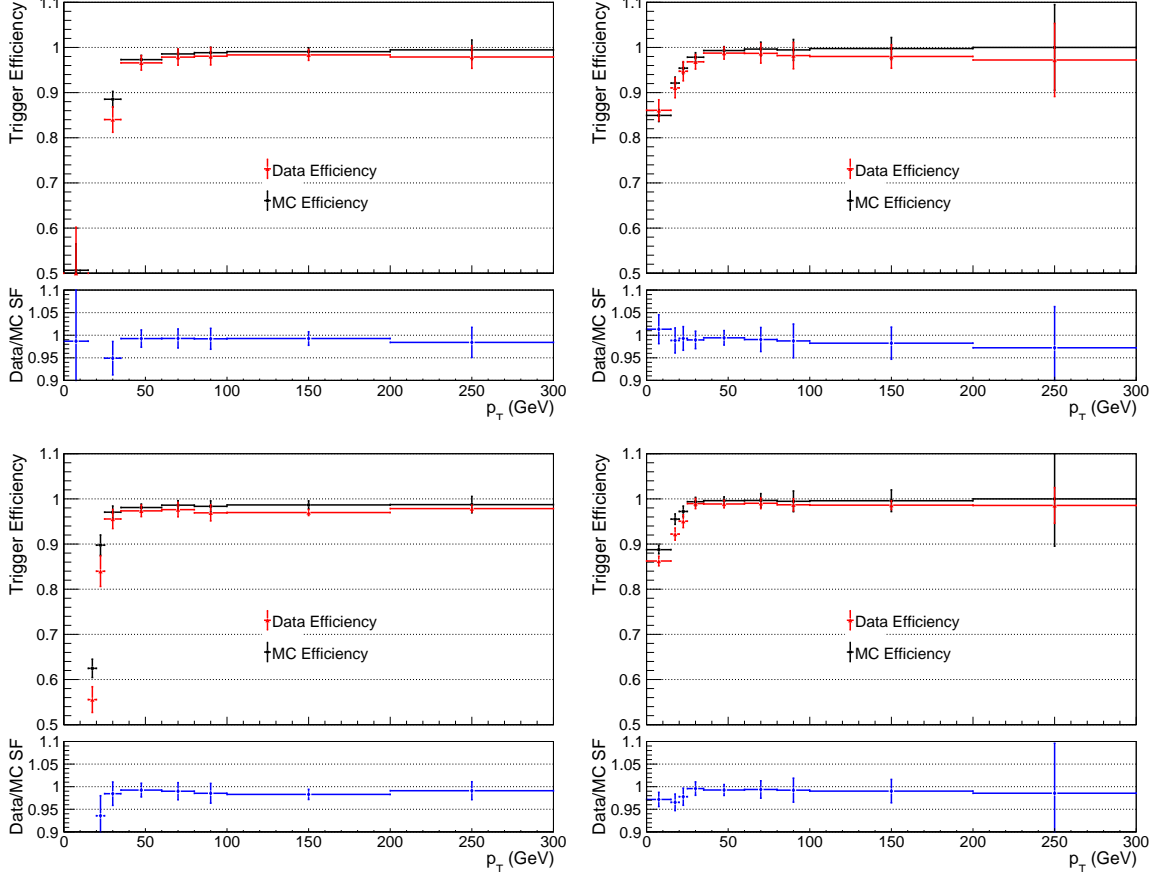 Trigger Efficiency
1.1
1
0.9
0.8
0.7
0.6
0.5
Data Efficiency
MC Efficiency
Data/MC SF
1.1
1.05
1
0.95
0.9
0 50 100 150 200 250 300
p_T (GeV)
Trigger Efficiency
1.1
1
0.9
0.8
0.7
0.6
0.5
Data Efficiency
MC Efficiency
Data/MC SF
1.1
1.05
1
0.95
0.9
0 50 100 150 200 250 300
p_T (GeV)
Trigger Efficiency
1.1
1
0.9
0.8
0.7
0.6
0.5
Data Efficiency
MC Efficiency
Data/MC SF
1.1
1.05
1
0.95
0.9
0 50 100 150 200 250 300
p_T (GeV)
Trigger Efficiency
1.1
1
0.9
0.8
0.7
0.6
0.5
Data Efficiency
MC Efficiency
Data/MC SF
1.1
1.05
1
0.95
0.9
0 50 100 150 200 250 300
p_T (GeV)